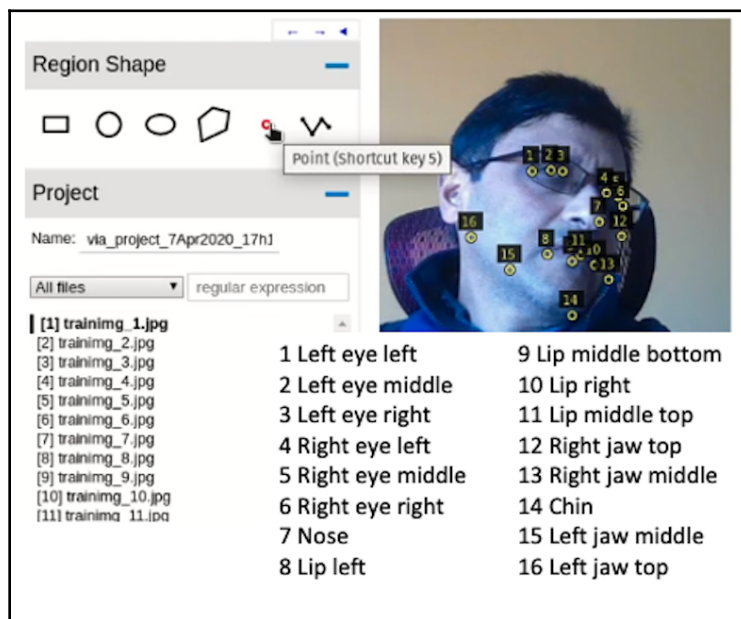 Region Shape
Point (Shortcut key 5)
Project
Name: via_project_7Apr2020_17h1
All files
regular expression
[1] trainimg_1.jpg
[2] trainimg_2.jpg
[3] trainimg_3.jpg
[4] trainimg_4.jpg
[5] trainimg_5.jpg
[6] trainimg_6.jpg
[7] trainimg_7.jpg
[8] trainimg_8.jpg
[9] trainimg_9.jpg
[10] trainimg_10.jpg
[11] trainimg_11.jpg
1 2 3
4 5
6
7
16 12
8 11
15 10
13
14
1 Left eye left
2 Left eye middle
3 Left eye right
4 Right eye left
5 Right eye middle
6 Right eye right
7 Nose
8 Lip left
9 Lip middle bottom
10 Lip right
11 Lip middle top
12 Right jaw top
13 Right jaw middle
14 Chin
15 Left jaw middle
16 Left jaw top